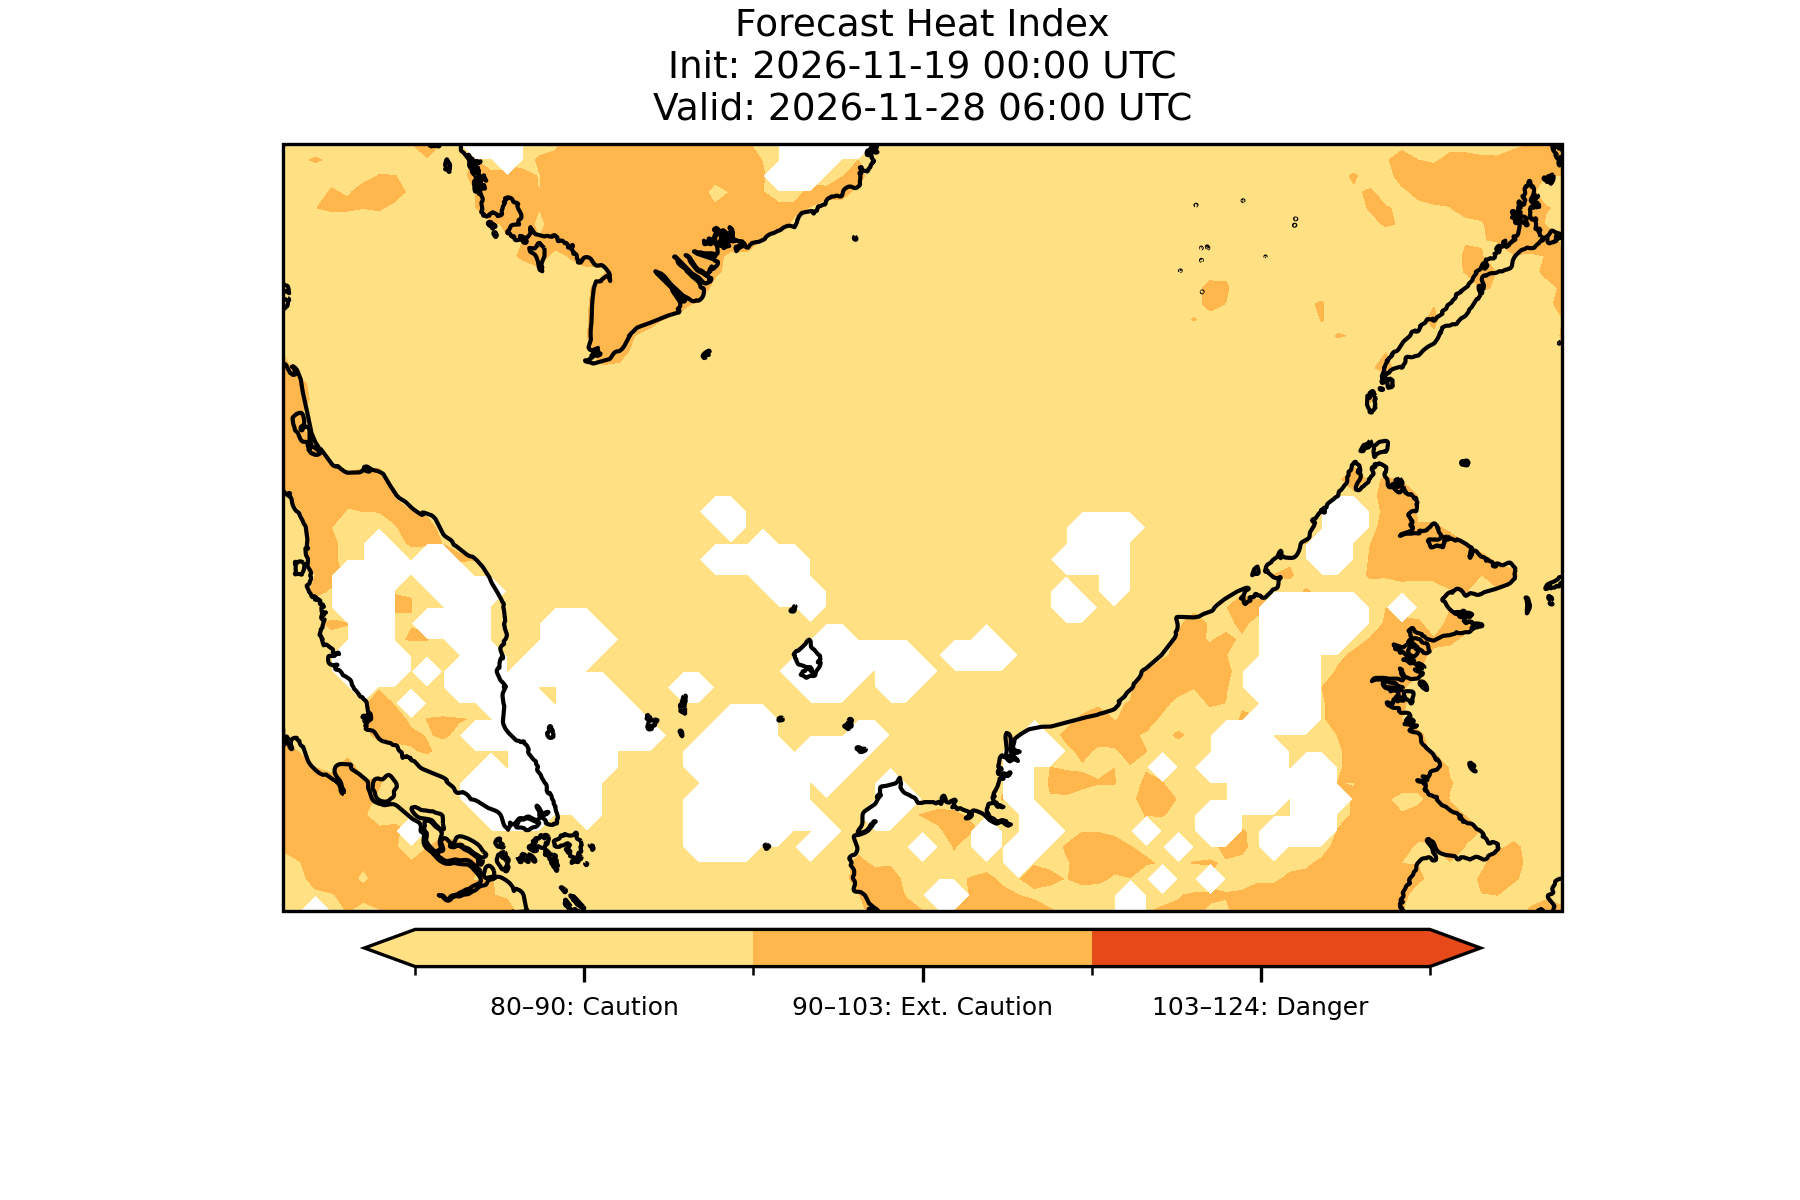 Forecast Heat Index
Init: 2026-11-19 00:00 UTC
Valid: 2026-11-28 06:00 UTC
80–90: Caution
90–103: Ext. Caution
103–124: Danger